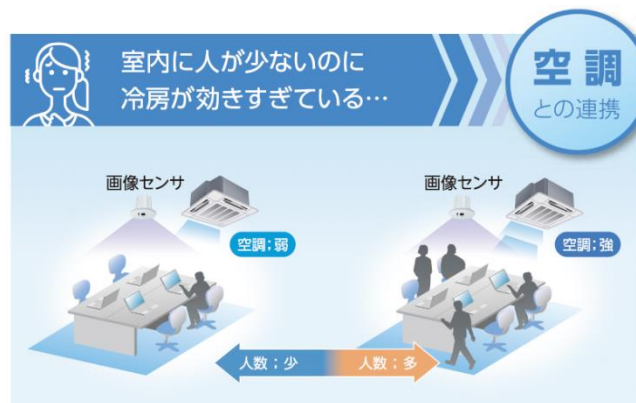 室内に人が少ないのに
冷房が効きすぎている…
空調
との連携
画像センサ
空調;弱
画像センサ
空調;強
人数;少
人数;多